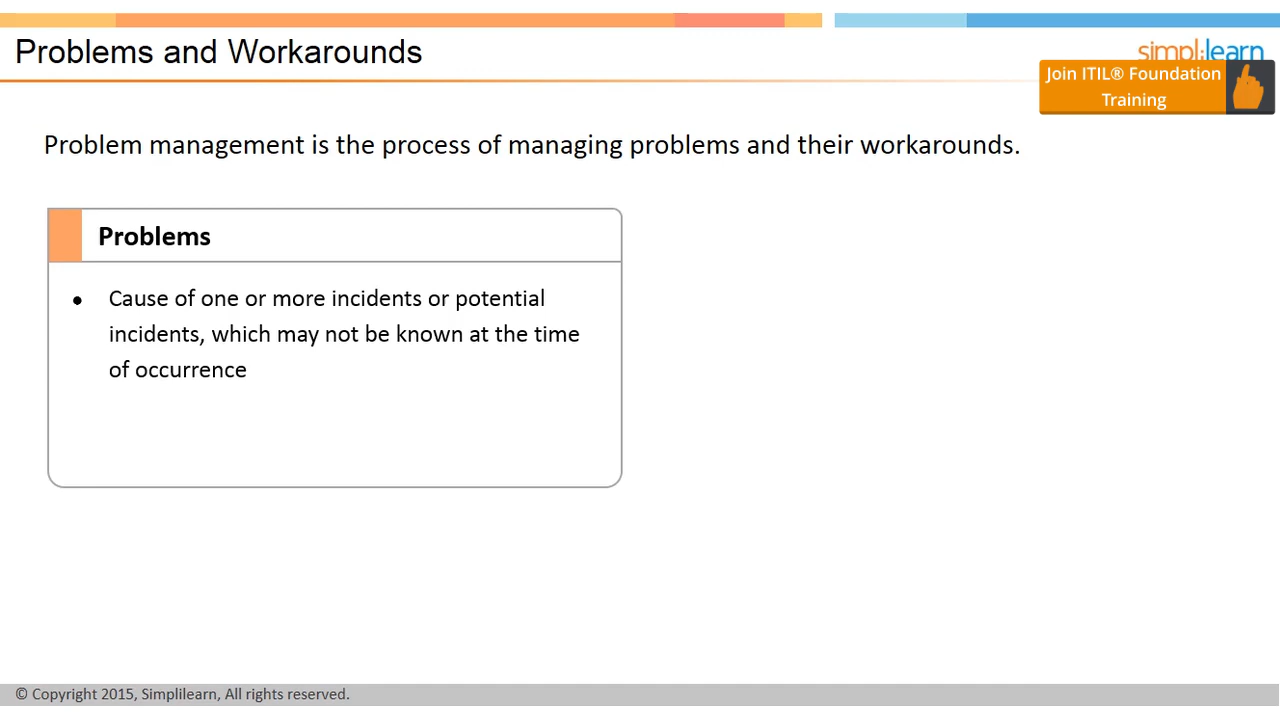 Problems and Workarounds
simpl:learn
Join ITIL® Foundation
Training
Problem management is the process of managing problems and their workarounds.
Problems
• Cause of one or more incidents or potential
incidents, which may not be known at the time
of occurrence
© Copyright 2015, Simplilearn, All rights reserved.